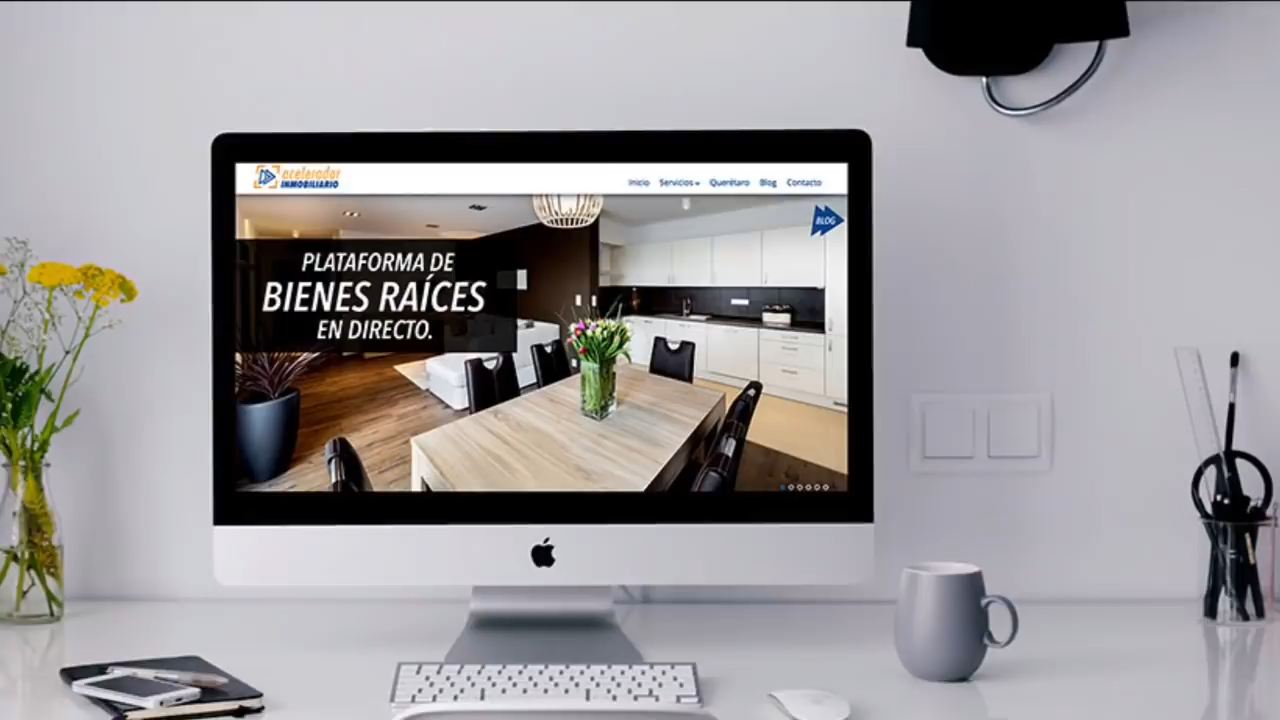 acelerador
INMOBILIARIO
Inicio Servicios Querétaro Blog Contacto
BLOG
PLATAFORMA DE
BIENES RAÍCES
EN DIRECTO.